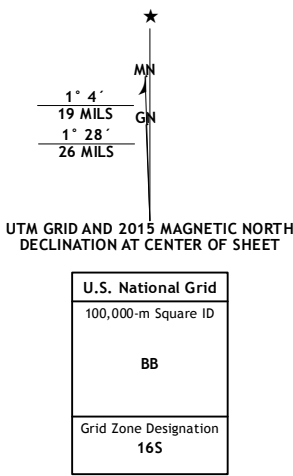 ★
MN
1° 4´
19 MILS
GN
1° 28´
26 MILS
UTM GRID AND 2015 MAGNETIC NORTH
DECLINATION AT CENTER OF SHEET
U.S. National Grid
100,000-m Square ID
BB
Grid Zone Designation
16S